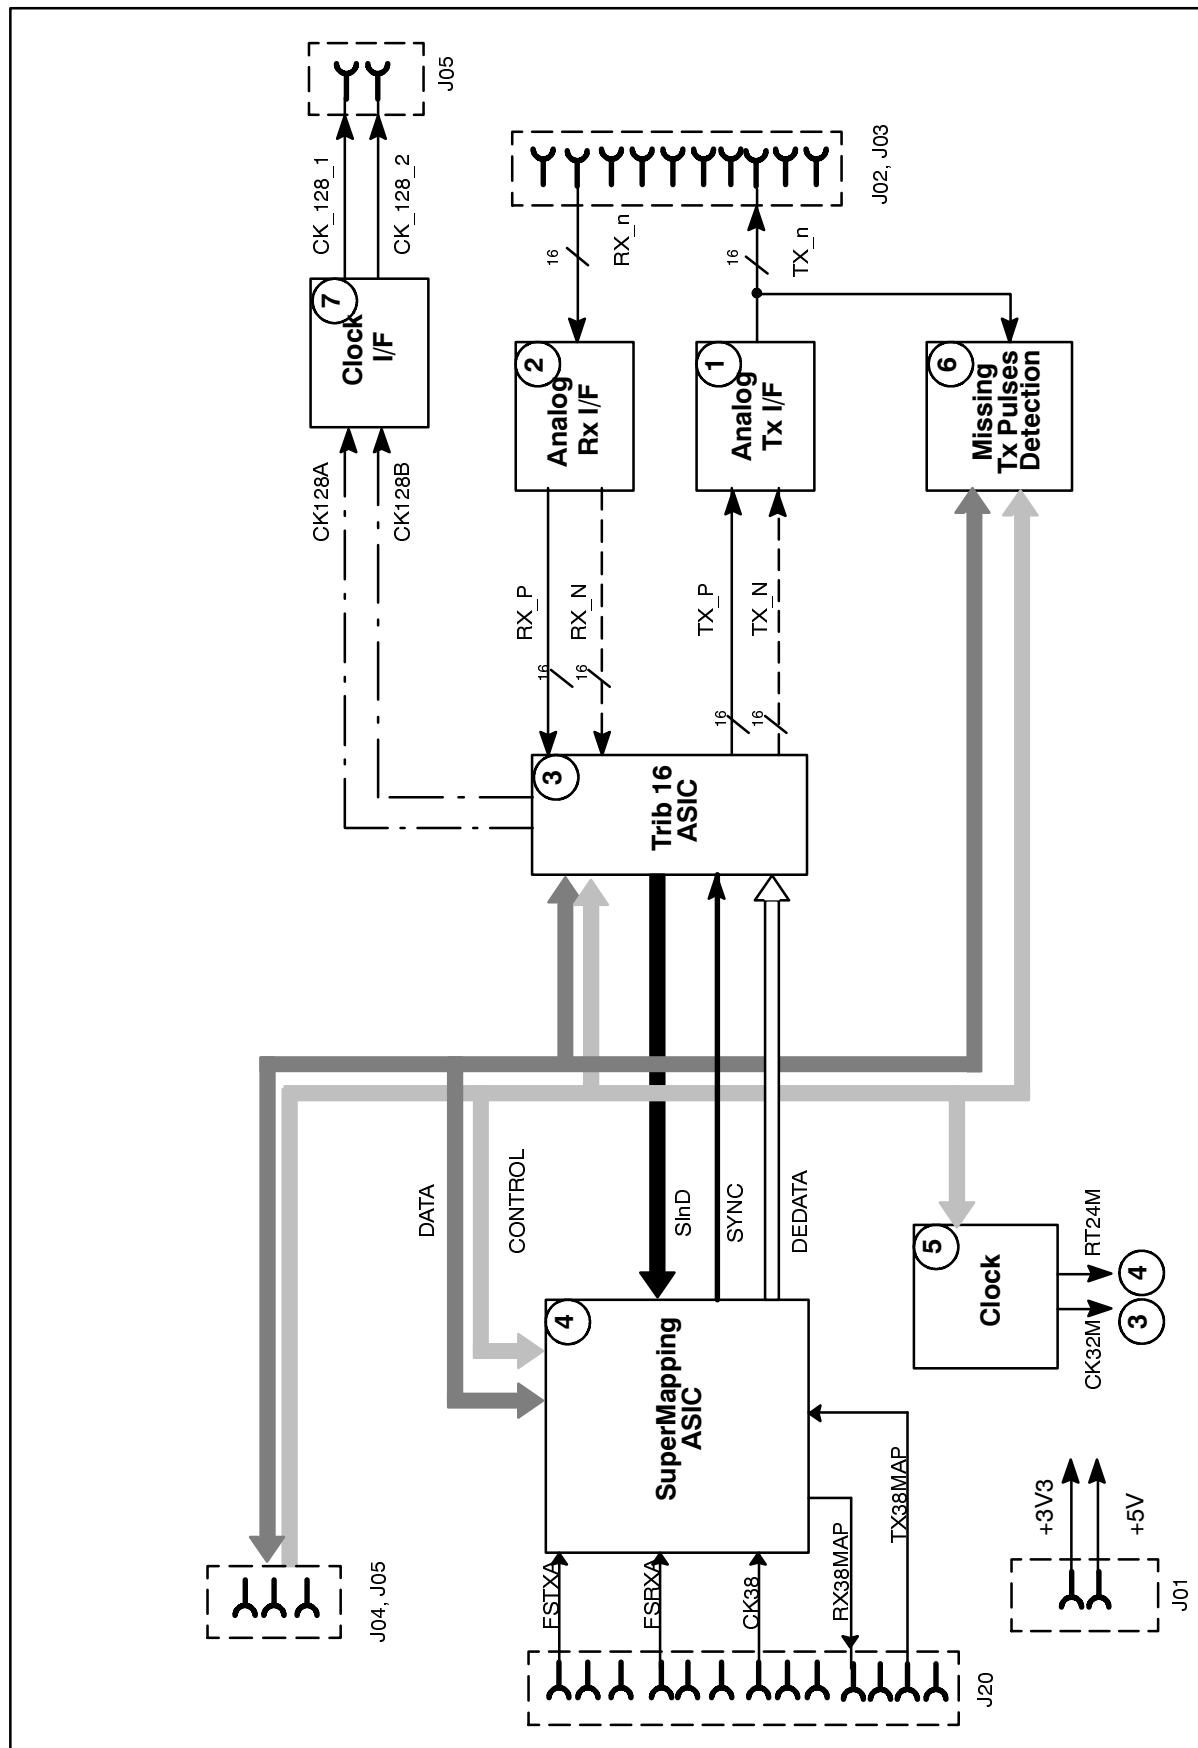 J04, J05
DATA
CONTROL
CK128A
CK128B
7
Clock
I/F
CK_128_1
CK_128_2
J05
J20
FSTXA
FSRXA
CK38
RX38MAP
TX38MAP
4
SuperMapping
ASIC
SInD
SYNC
DEDATA
3
Trib 16
ASIC
16
RX_P
16
RX_N
16
TX_P
16
TX_N
2
Analog
Rx I/F
16
RX_n
1
Analog
Tx I/F
16
TX_n
J02, J03
J01
+3V3
+5V
5
Clock
CK32M
RT24M
3
4
6
Missing
Tx Pulses
Detection